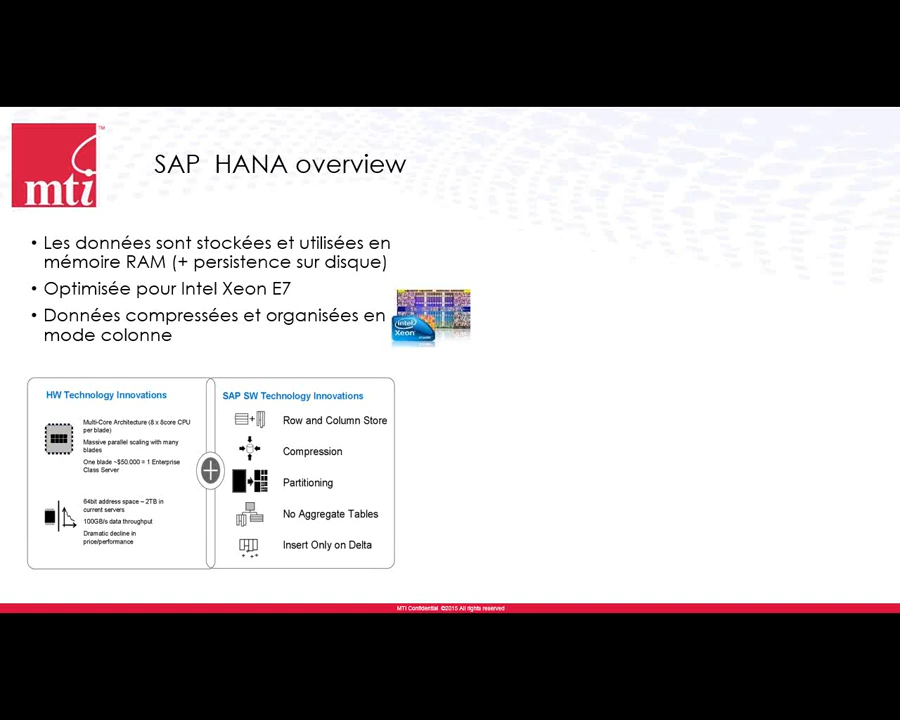 mti
TM
SAP HANA overview
• Les données sont stockées et utilisées en
mémoire RAM (+ persistence sur disque)
• Optimisée pour Intel Xeon E7
• Données compressées et organisées en
mode colonne
intel
Xeon
HW Technology Innovations
Multi-Core Architecture (8 x 8core CPU
per blade)
Massive parallel scaling with many
blades
One blade ~$50.000 = 1 Enterprise
Class Server
64bit address space – 2TB in
current servers
100GB/s data throughput
Dramatic decline in
price/performance
SAP SW Technology Innovations
Row and Column Store
Compression
Partitioning
No Aggregate Tables
Insert Only on Delta
MTI Confidential ©2015 All rights reserved